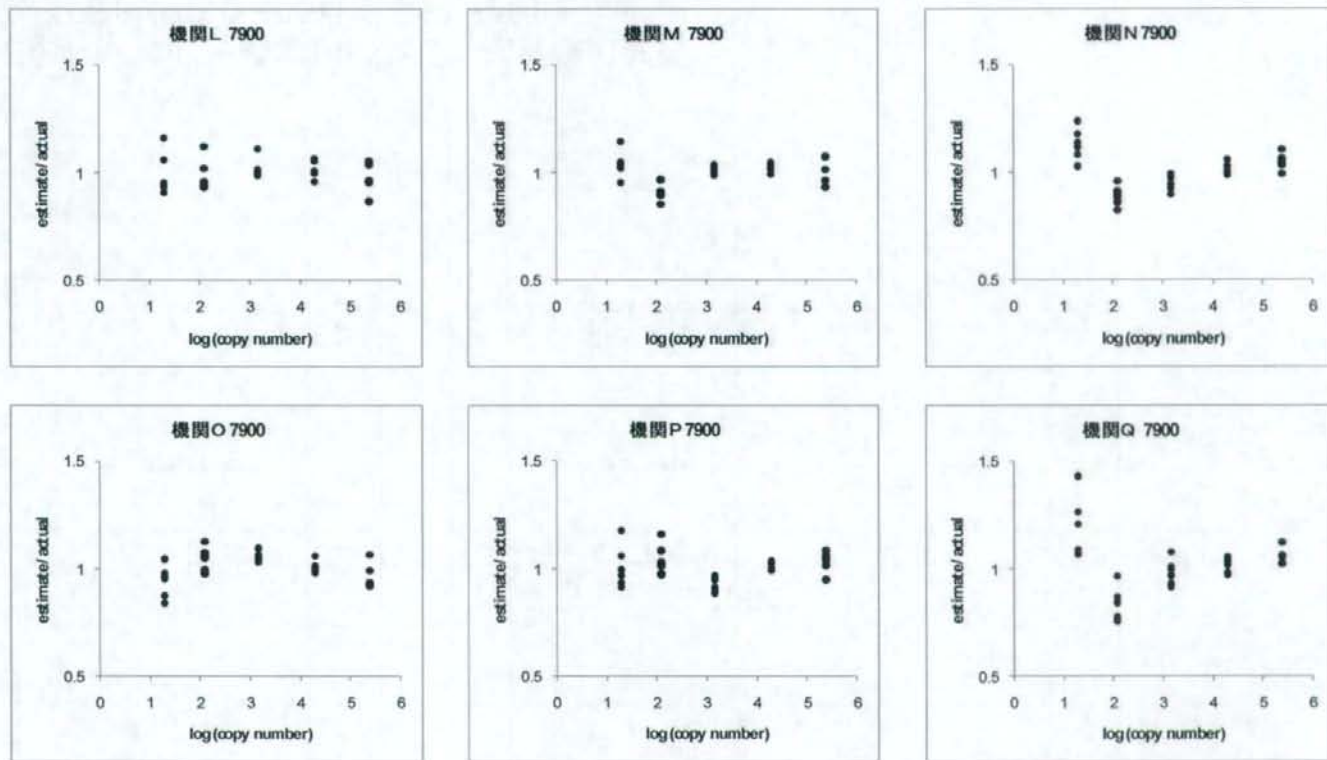 機関L 7900
1.5
1
0.5
estimate/actual
0 1 2 3 4 5 6
log(copy number)
機関M 7900
1.5
1
0.5
estimate/actual
0 1 2 3 4 5 6
log(copy number)
機関N 7900
1.5
1
0.5
estimate/actual
0 1 2 3 4 5 6
log(copy number)
機関O 7900
1.5
1
0.5
estimate/actual
0 1 2 3 4 5 6
log(copy number)
機関P 7900
1.5
1
0.5
estimate/actual
0 1 2 3 4 5 6
log(copy number)
機関Q 7900
1.5
1
0.5
estimate/actual
0 1 2 3 4 5 6
log(copy number)